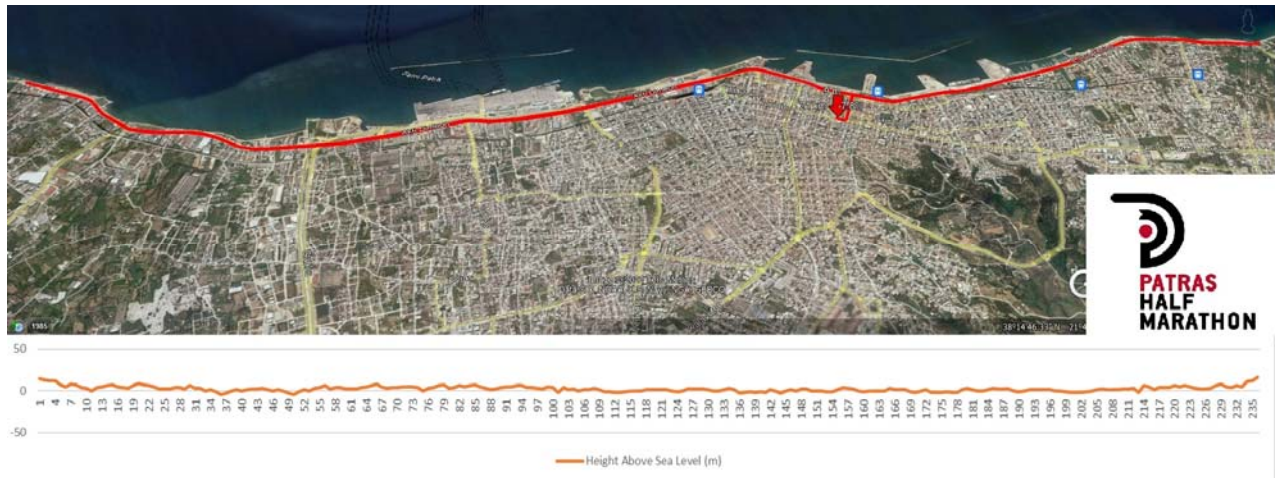 1985
PATRAS
HALF
MARATHON
50
0
-50
1 4 7 10 13 16 19 22 25 28 31 34 37 40 43 46 49 52 55 58 61 64 67 70 73 76 79 82 85 88 91 94 97 100 103 106 109 112 115 118 121 124 127 130 133 136 139 142 145 148 151 154 157 160 163 166 169 172 175 178 181 184 187 190 193 196 199 202 205 208 211 214 217 220 223 226 229 232 235
Height Above Sea Level (m)